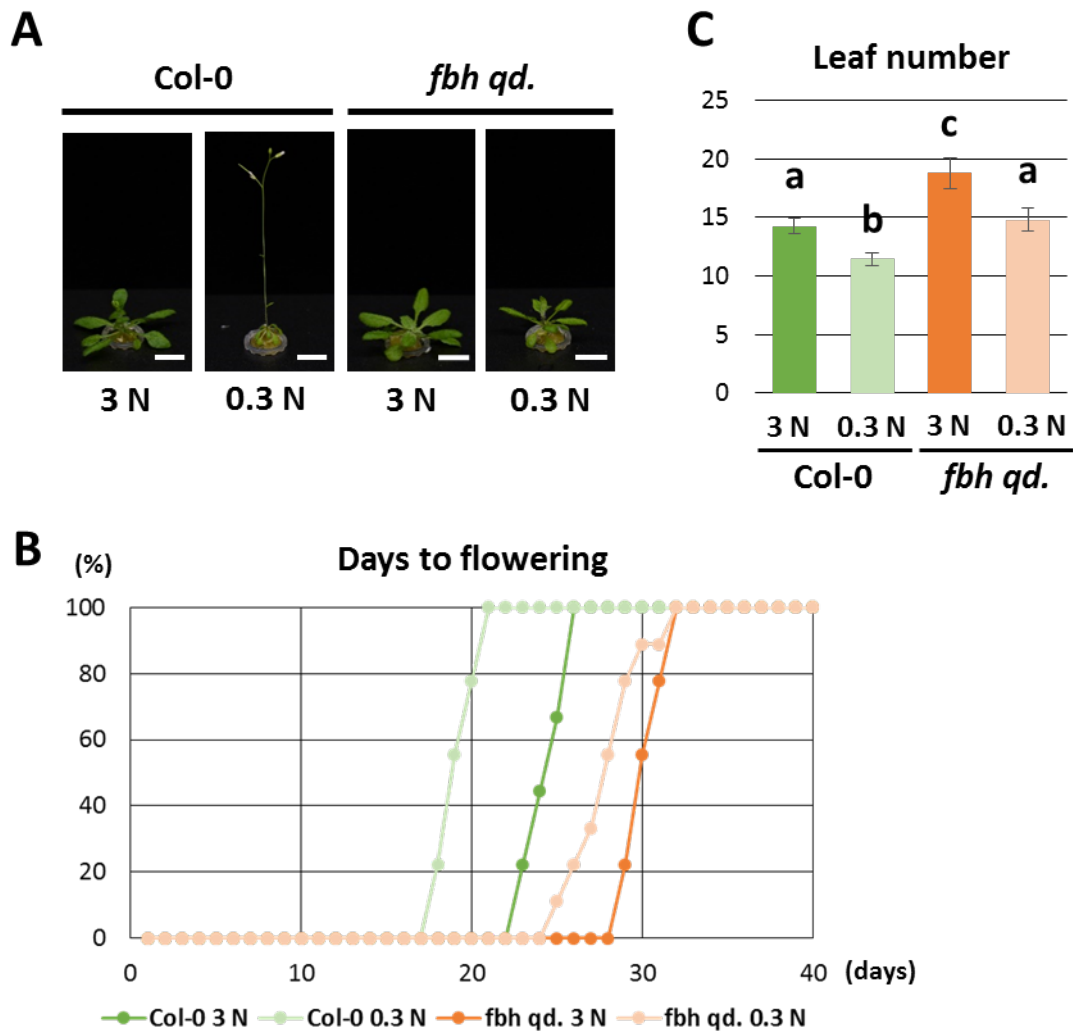 A
Col-0 fbh qd.
3 N 0.3 N 3 N 0.3 N
C
Leaf number
25
20
15
10
5
0
a b c a
3 N 0.3 N 3 N 0.3 N
Col-0 fbh qd.
B
(%) Days to flowering
100
80
60
40
20
0
0 10 20 30 40 (days)
Col-0 3 N Col-0 0.3 N fbh qd. 3 N fbh qd. 0.3 N